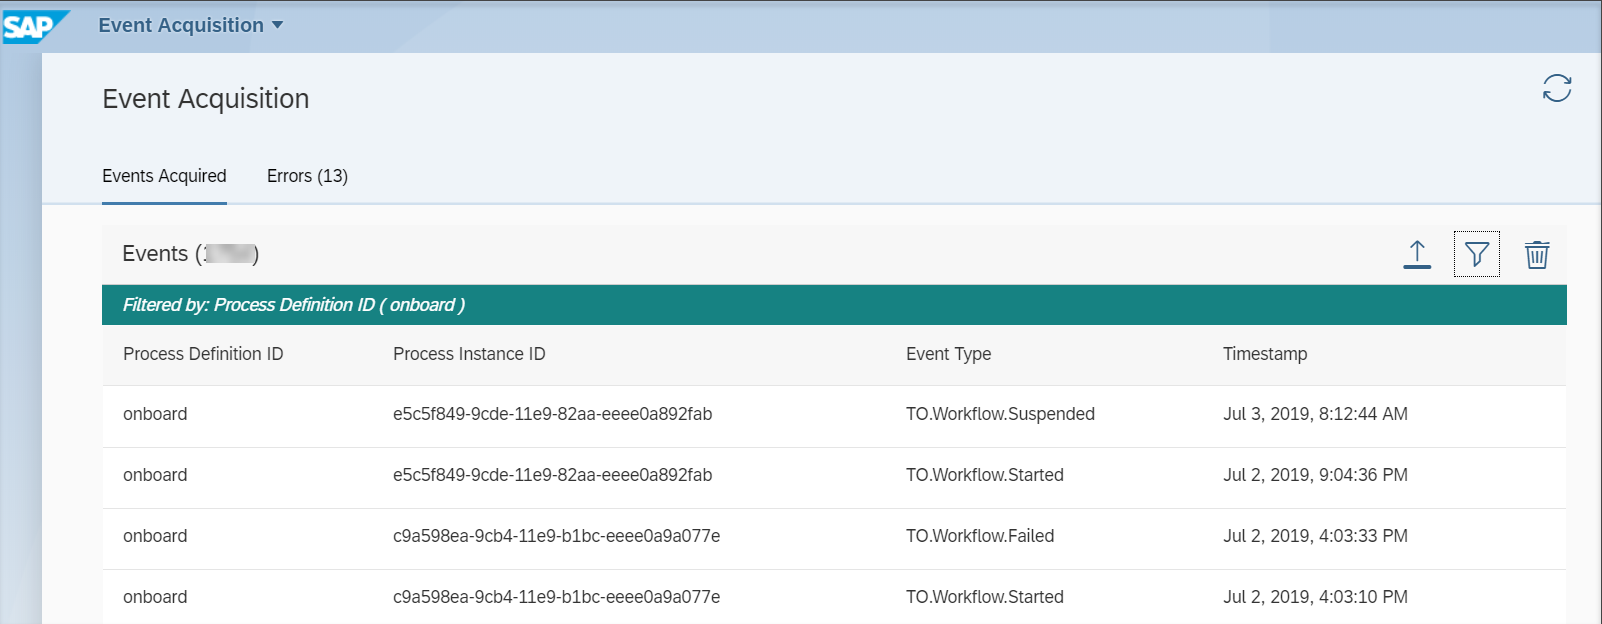 SAP Event Acquisition
Event Acquisition
Events Acquired Errors (13)
Events ( )
Filtered by: Process Definition ID ( onboard )
Process Definition ID Process Instance ID Event Type Timestamp
onboard e5c5f849-9cde-11e9-82aa-eeee0a892fab TO.Workflow.Suspended Jul 3, 2019, 8:12:44 AM
onboard e5c5f849-9cde-11e9-82aa-eeee0a892fab TO.Workflow.Started Jul 2, 2019, 9:04:36 PM
onboard c9a598ea-9cb4-11e9-b1bc-eeee0a9a077e TO.Workflow.Failed Jul 2, 2019, 4:03:33 PM
onboard c9a598ea-9cb4-11e9-b1bc-eeee0a9a077e TO.Workflow.Started Jul 2, 2019, 4:03:10 PM